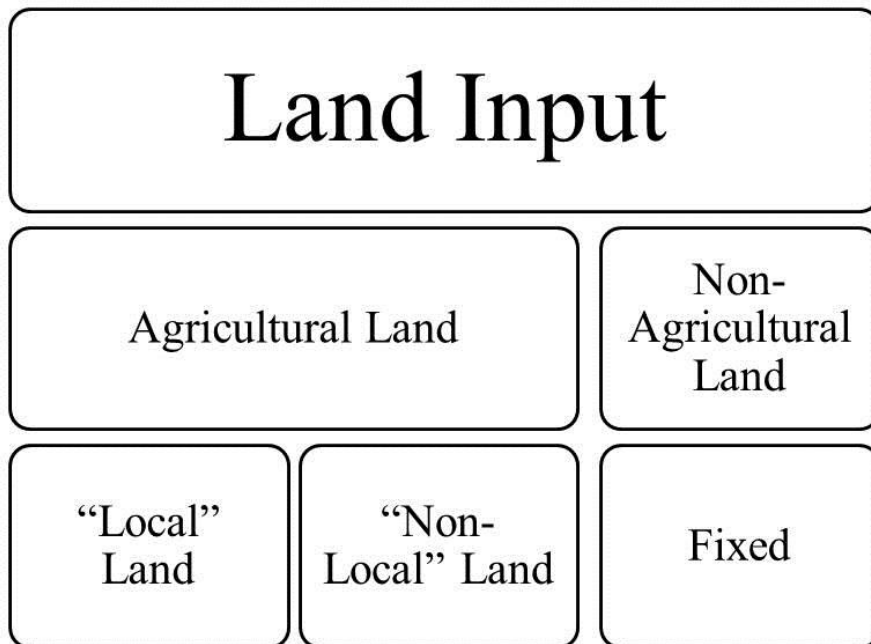 Land Input
Agricultural Land
Non-
Agricultural
Land
“Local”
Land
“Non-
Local” Land
Fixed